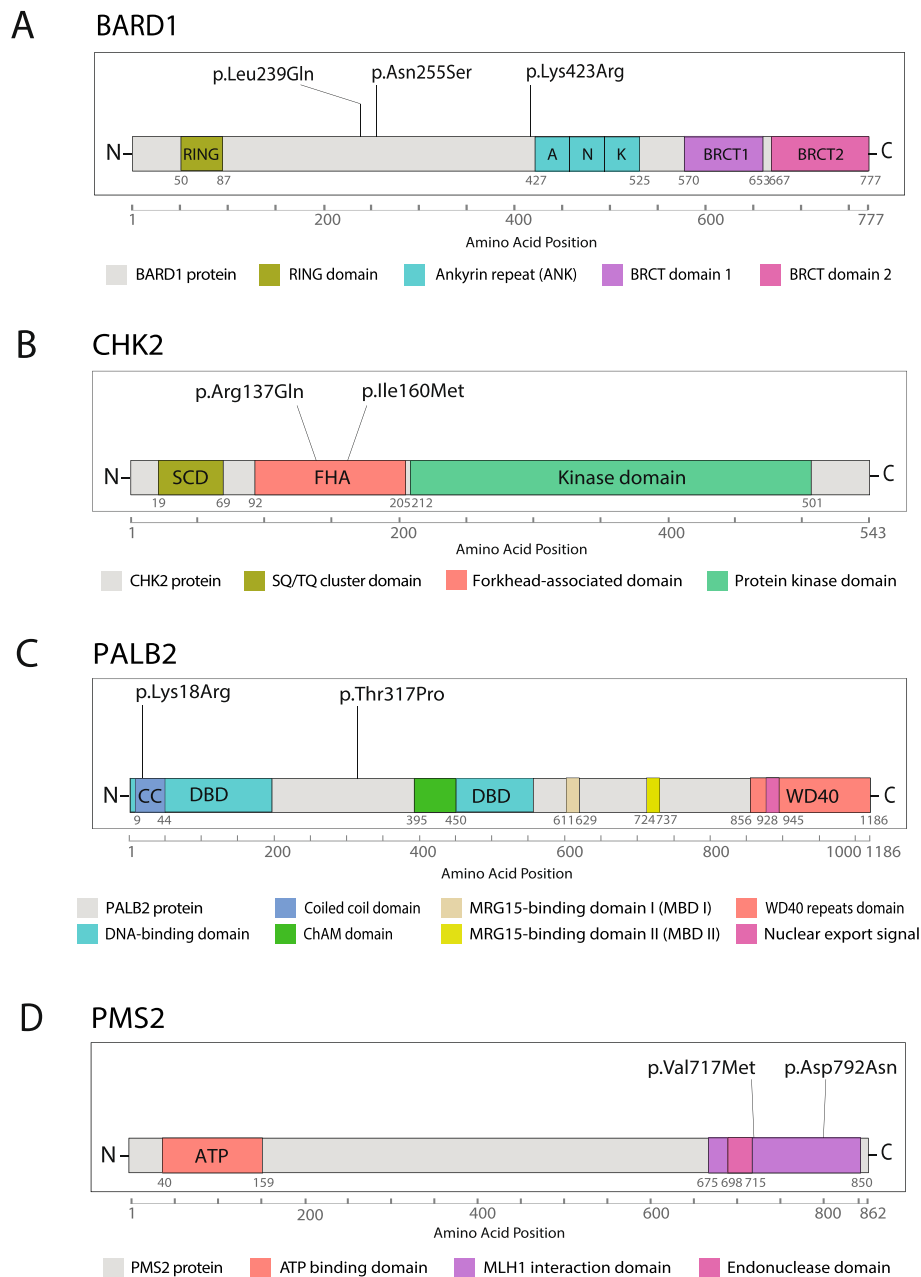 A
BARD1
p.Leu239Gln p.Asn255Ser p.Lys423Arg
N RING A N K BRCT1 BRCT2 C
50 87 427 525 570 653 667 777
1 200 400 600 777
Amino Acid Position
BARD1 protein RING domain Ankyrin repeat (ANK) BRCT domain 1 BRCT domain 2
B
CHK2
p.Arg137Gln p.Ile160Met
N SCD FHA Kinase domain C
19 69 92 205 212 501
1 200 400 543
Amino Acid Position
CHK2 protein SQ/TQ cluster domain Forkhead-associated domain Protein kinase domain
C
PALB2
p.Lys18Arg p.Thr317Pro
N CC DBD DBD WD40 C
9 44 395 450 611 629 724 737 856 928 945 1186
1 200 400 600 800 1000 1186
Amino Acid Position
PALB2 protein Coiled coil domain MRG15-binding domain I (MBD I) WD40 repeats domain
DNA-binding domain ChAM domain MRG15-binding domain II (MBD II) Nuclear export signal
D
PMS2
p.Val717Met p.Asp792Asn
N ATP C
40 159 675 698 715 850
1 200 400 600 800 862
Amino Acid Position
PMS2 protein ATP binding domain MLH1 interaction domain Endonuclease domain